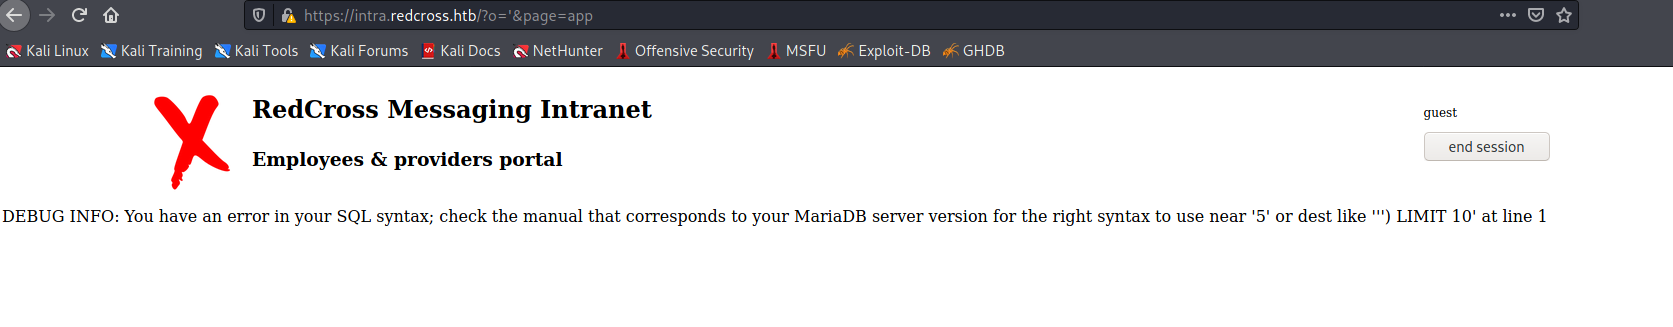 https://intra.redcross.htb/?o='&page=app
Kali Linux Kali Training Kali Tools Kali Forums Kali Docs NetHunter Offensive Security MSFU Exploit-DB GHDB
RedCross Messaging Intranet
guest
end session
Employees & providers portal
DEBUG INFO: You have an error in your SQL syntax; check the manual that corresponds to your MariaDB server version for the right syntax to use near '5' or dest like ''') LIMIT 10' at line 1